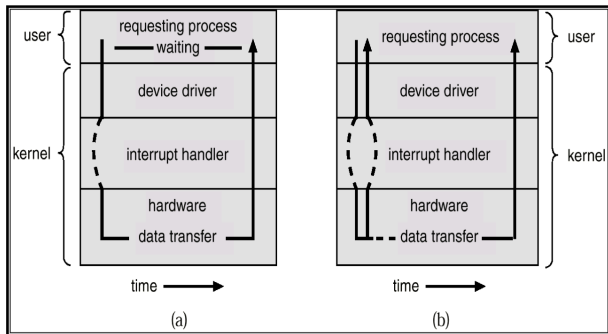 user
requesting process
waiting
device driver
kernel
interrupt handler
hardware
data transfer
time
(a)
requesting process
user
device driver
interrupt handler
kernel
hardware
data transfer
time
(b)